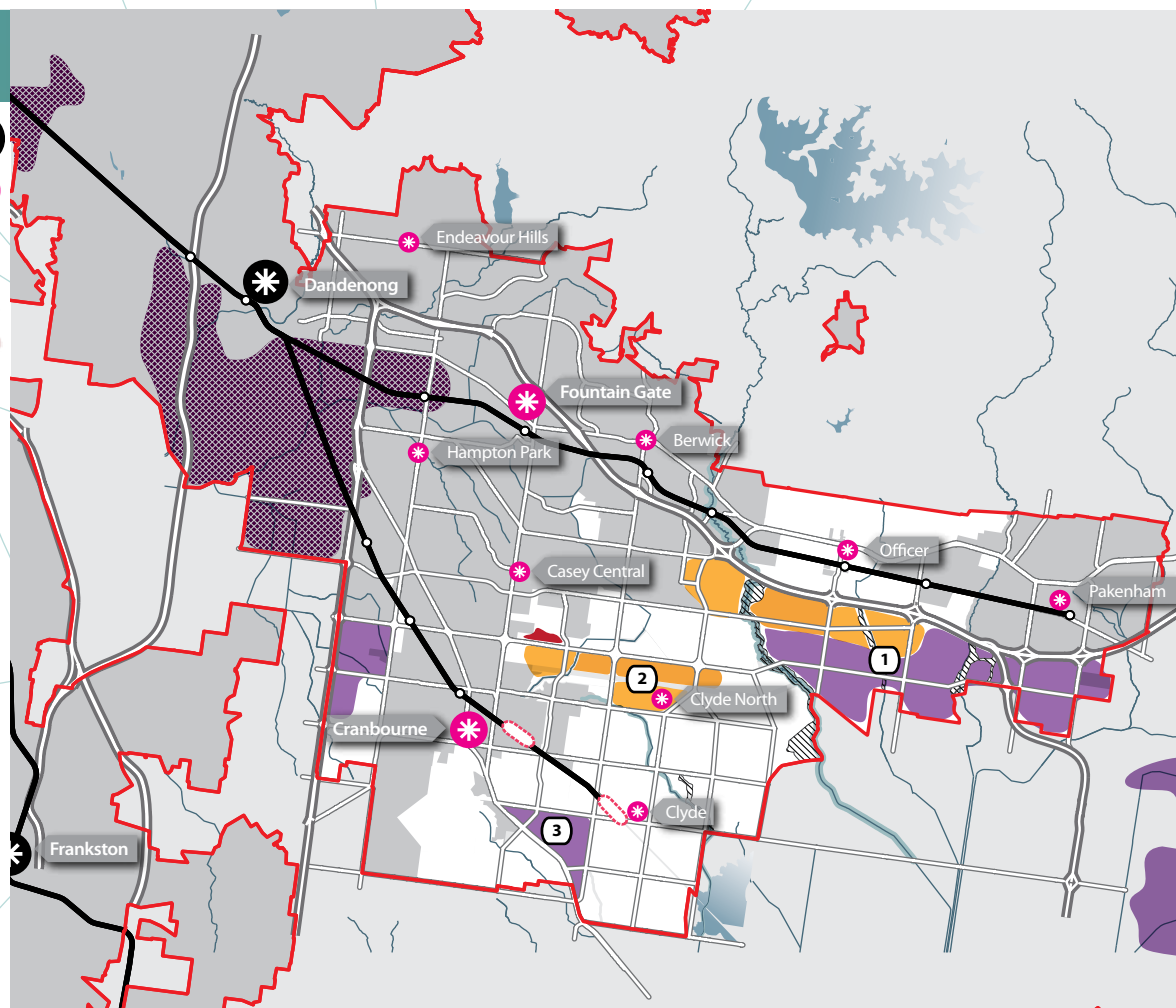 Endeavour Hills
Dandenong
Fountain Gate
Berwick
Hampton Park
Officer
Casey Central
Pakenham
1
2
Clyde North
Cranbourne
Clyde
3
Frankston